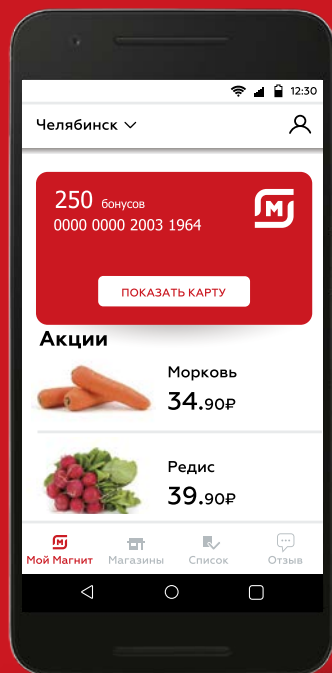 12:30
Челябинск
250 бонусов
0000 0000 2003 1964
М
ПОКАЗАТЬ КАРТУ
Акции
Морковь
34.90₽
Редис
39.90₽
М
Мой Магнит Магазины Список Отзыв